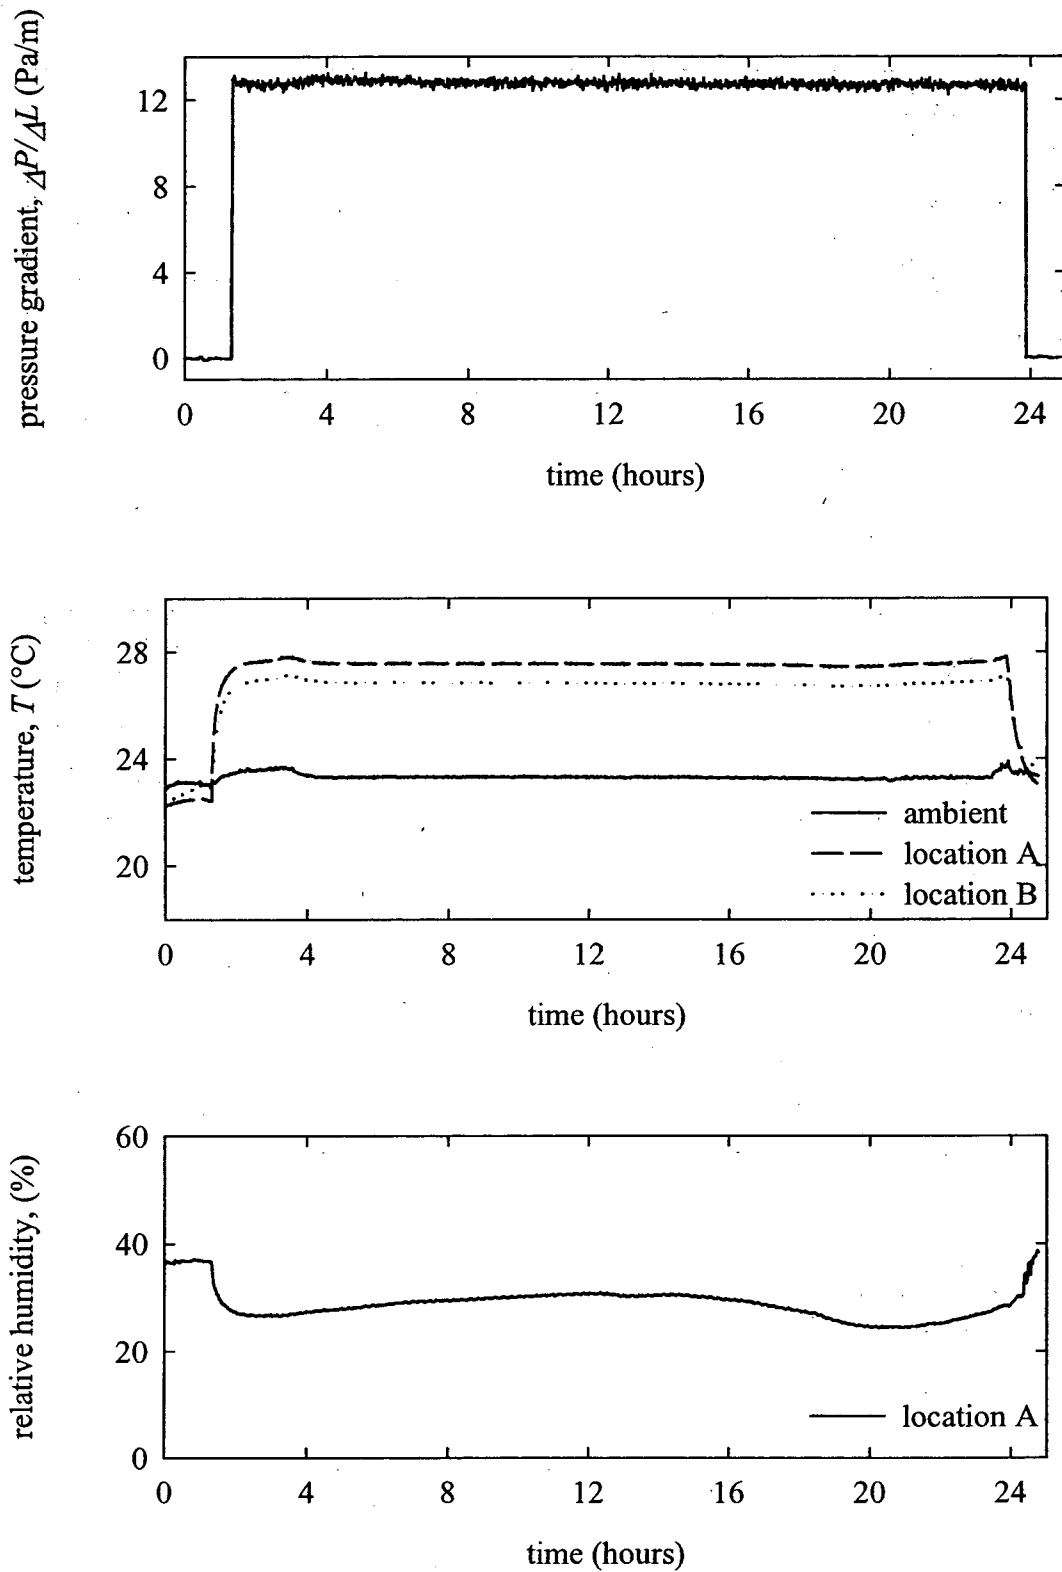 pressure gradient, ΔP/ΔL (Pa/m)
12
8
4
0
0 4 8 12 16 20 24
time (hours)
temperature, T (°C)
28
24
20
ambient
location A
location B
0 4 8 12 16 20 24
time (hours)
relative humidity, (%)
60
40
20
0
location A
0 4 8 12 16 20 24
time (hours)